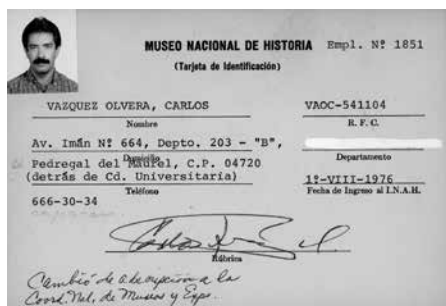 MUSEO NACIONAL DE HISTORIA Empl. Nº 1851
(Tarjeta de Identificación)
VAZQUEZ OLVERA, CARLOS VAOC-541104
Nombre R. F. C.
Av. Imán Nº 664, Depto. 203 - "B",
Domicilio Departamento
Pedregal del Maurel, C.P. 04720
(detrás de Cd. Universitaria) 1º-VIII-1976
Teléfono Fecha de Ingreso al I.N.A.H.
666-30-34
Rúbrica
Cambió de adscripción a la
Coord. Nal. de Museos y Expo.